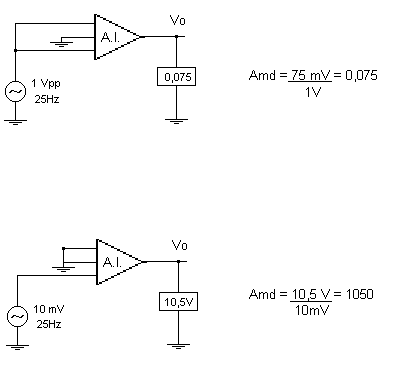 Vo
A.I.
1 Vpp
25Hz
0,075
Amd = 75 mV = 0,075
1V
Vo
A.I.
10 mV
25Hz
10,5V
Amd = 10,5 V = 1050
10mV